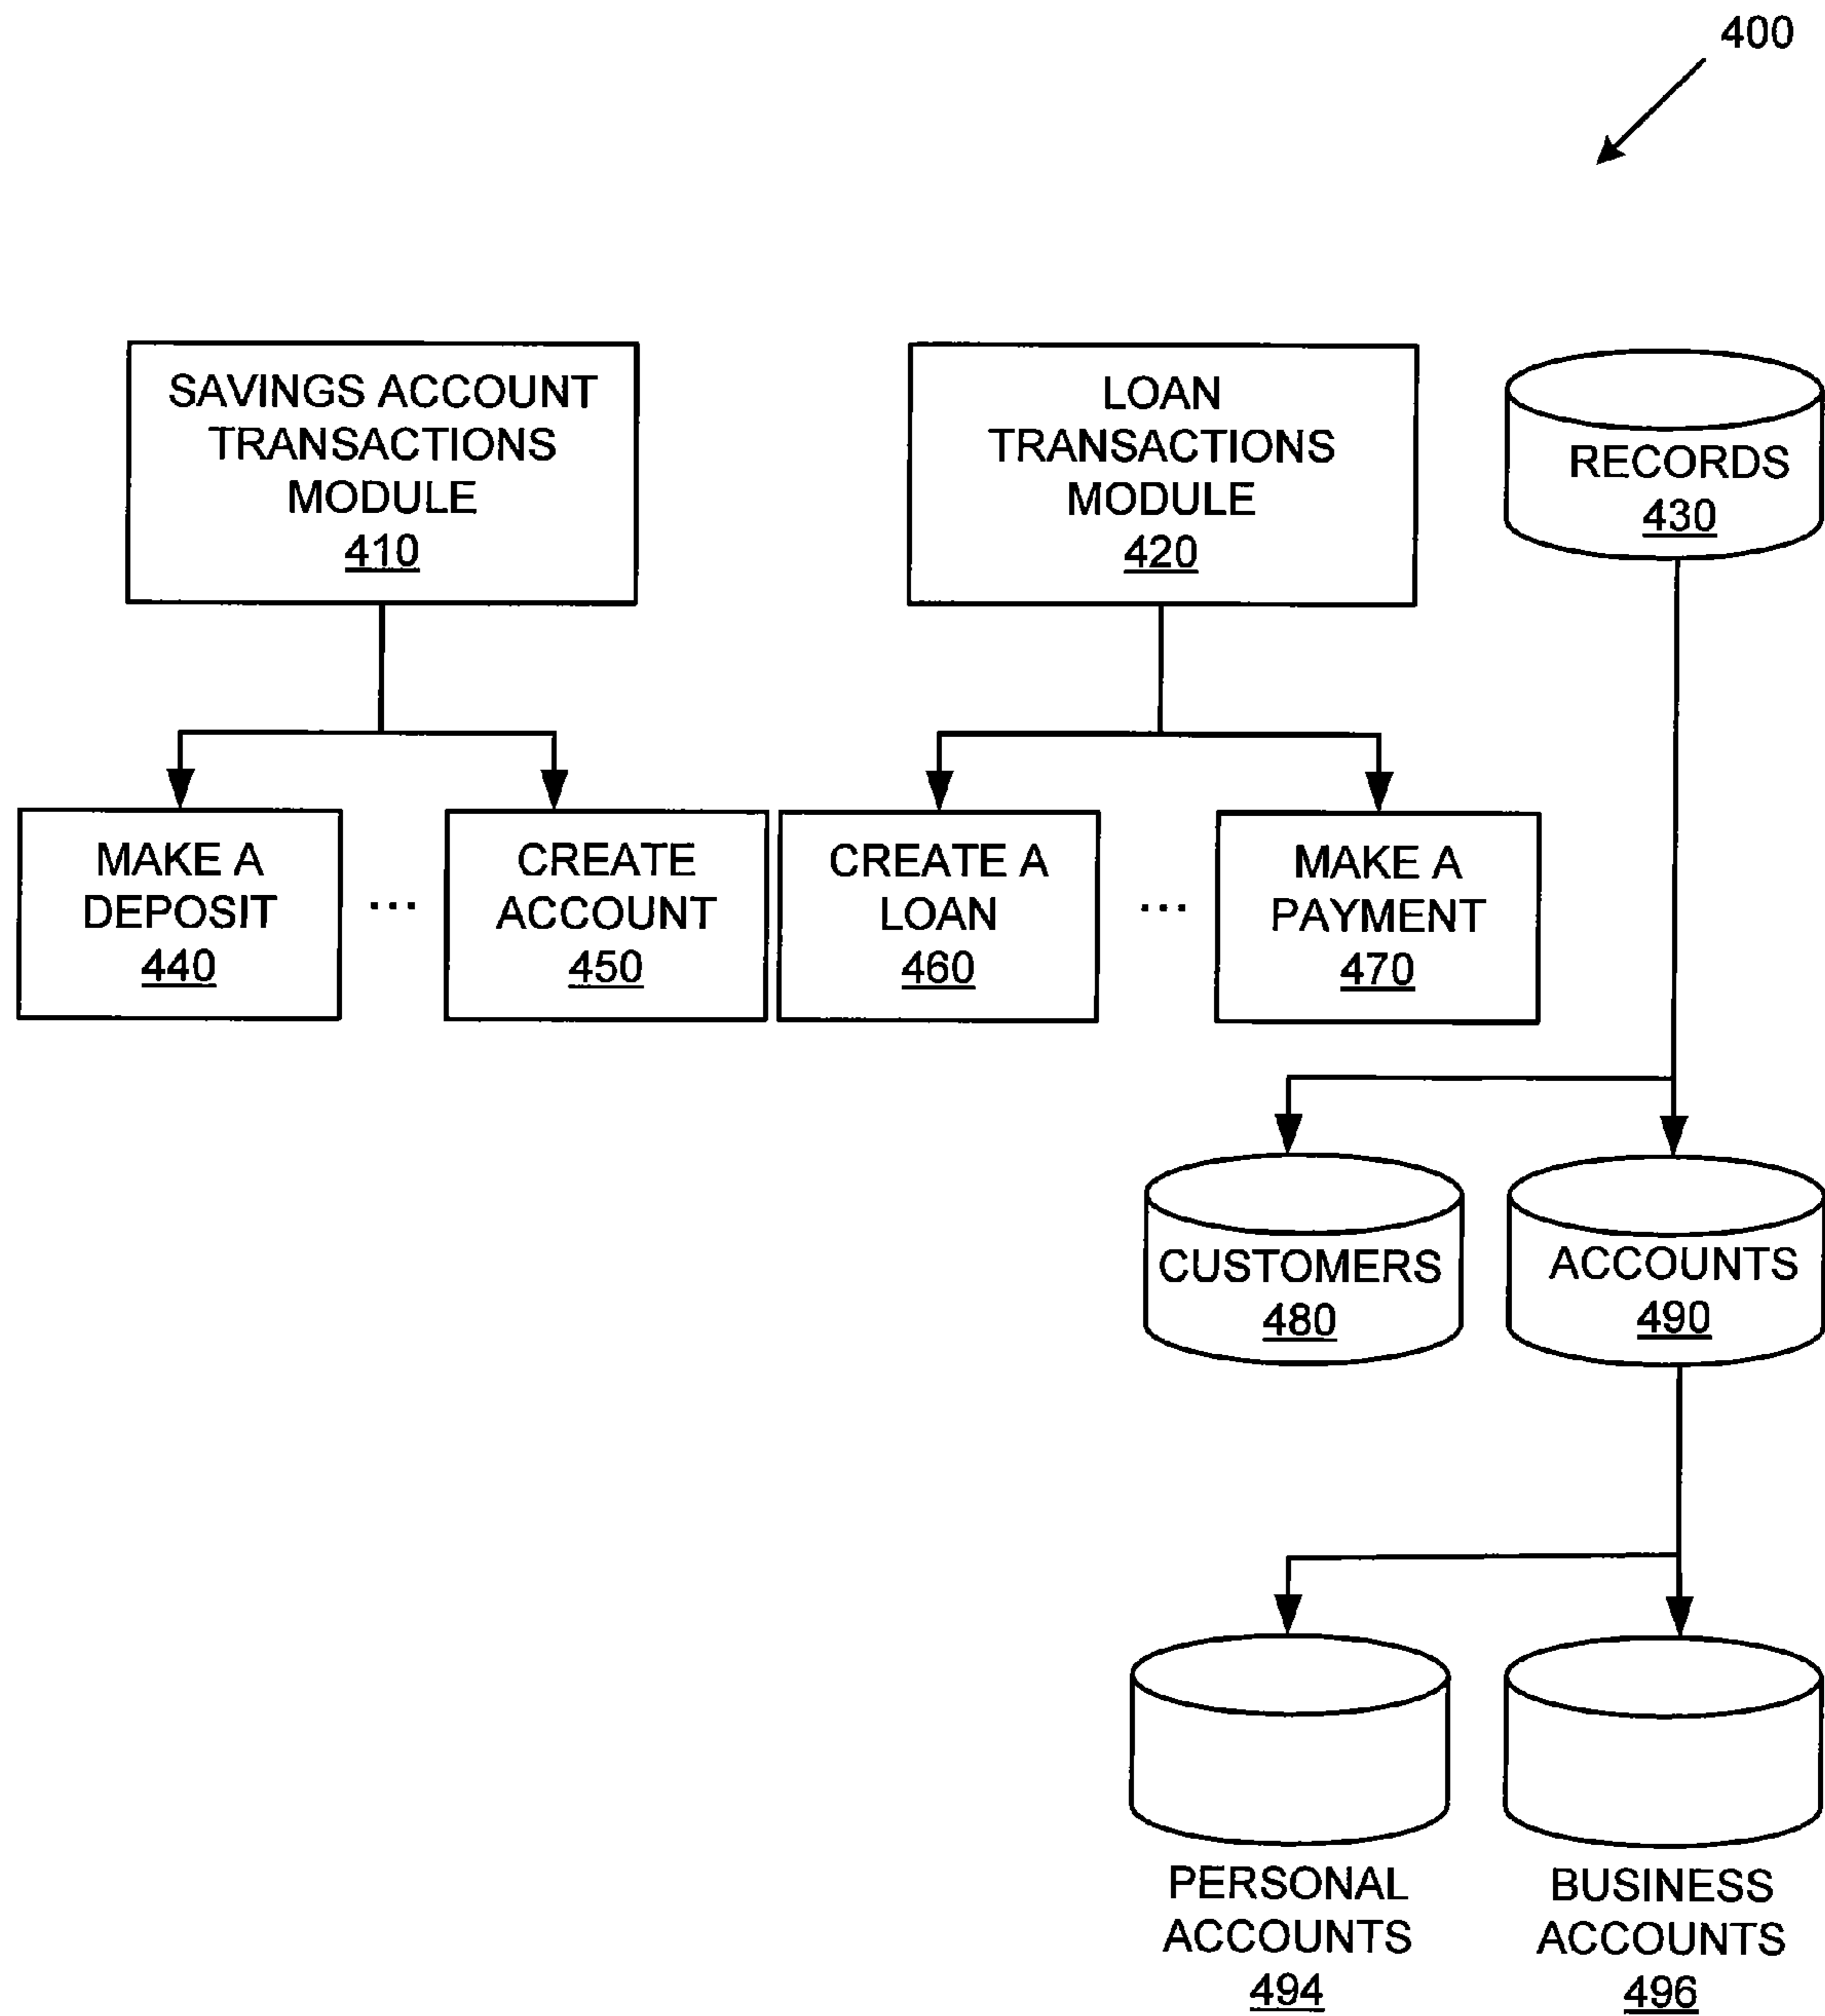 400
SAVINGS ACCOUNT
TRANSACTIONS
MODULE
410
LOAN
TRANSACTIONS
MODULE
420
RECORDS
430
MAKE A
DEPOSIT
440
...
CREATE
ACCOUNT
450
CREATE A
LOAN
460
...
MAKE A
PAYMENT
470
CUSTOMERS
480
ACCOUNTS
490
PERSONAL
ACCOUNTS
494
BUSINESS
ACCOUNTS
496